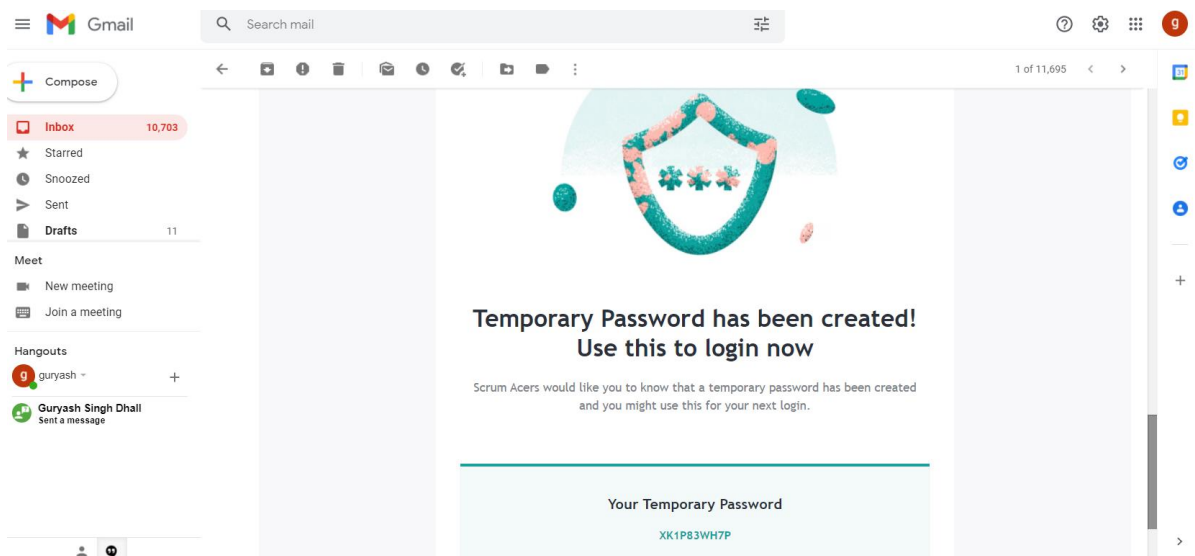 Gmail
Search mail
g
Compose
1 of 11,695
31
Inbox 10,703
Starred
Snoozed
Sent
Drafts 11
Meet
New meeting
Join a meeting
Hangouts
g guryash
Guryash Singh Dhall
Sent a message
Temporary Password has been created!
Use this to login now
Scrum Acers would like you to know that a temporary password has been created
and you might use this for your next login.
Your Temporary Password
XK1P83WH7P